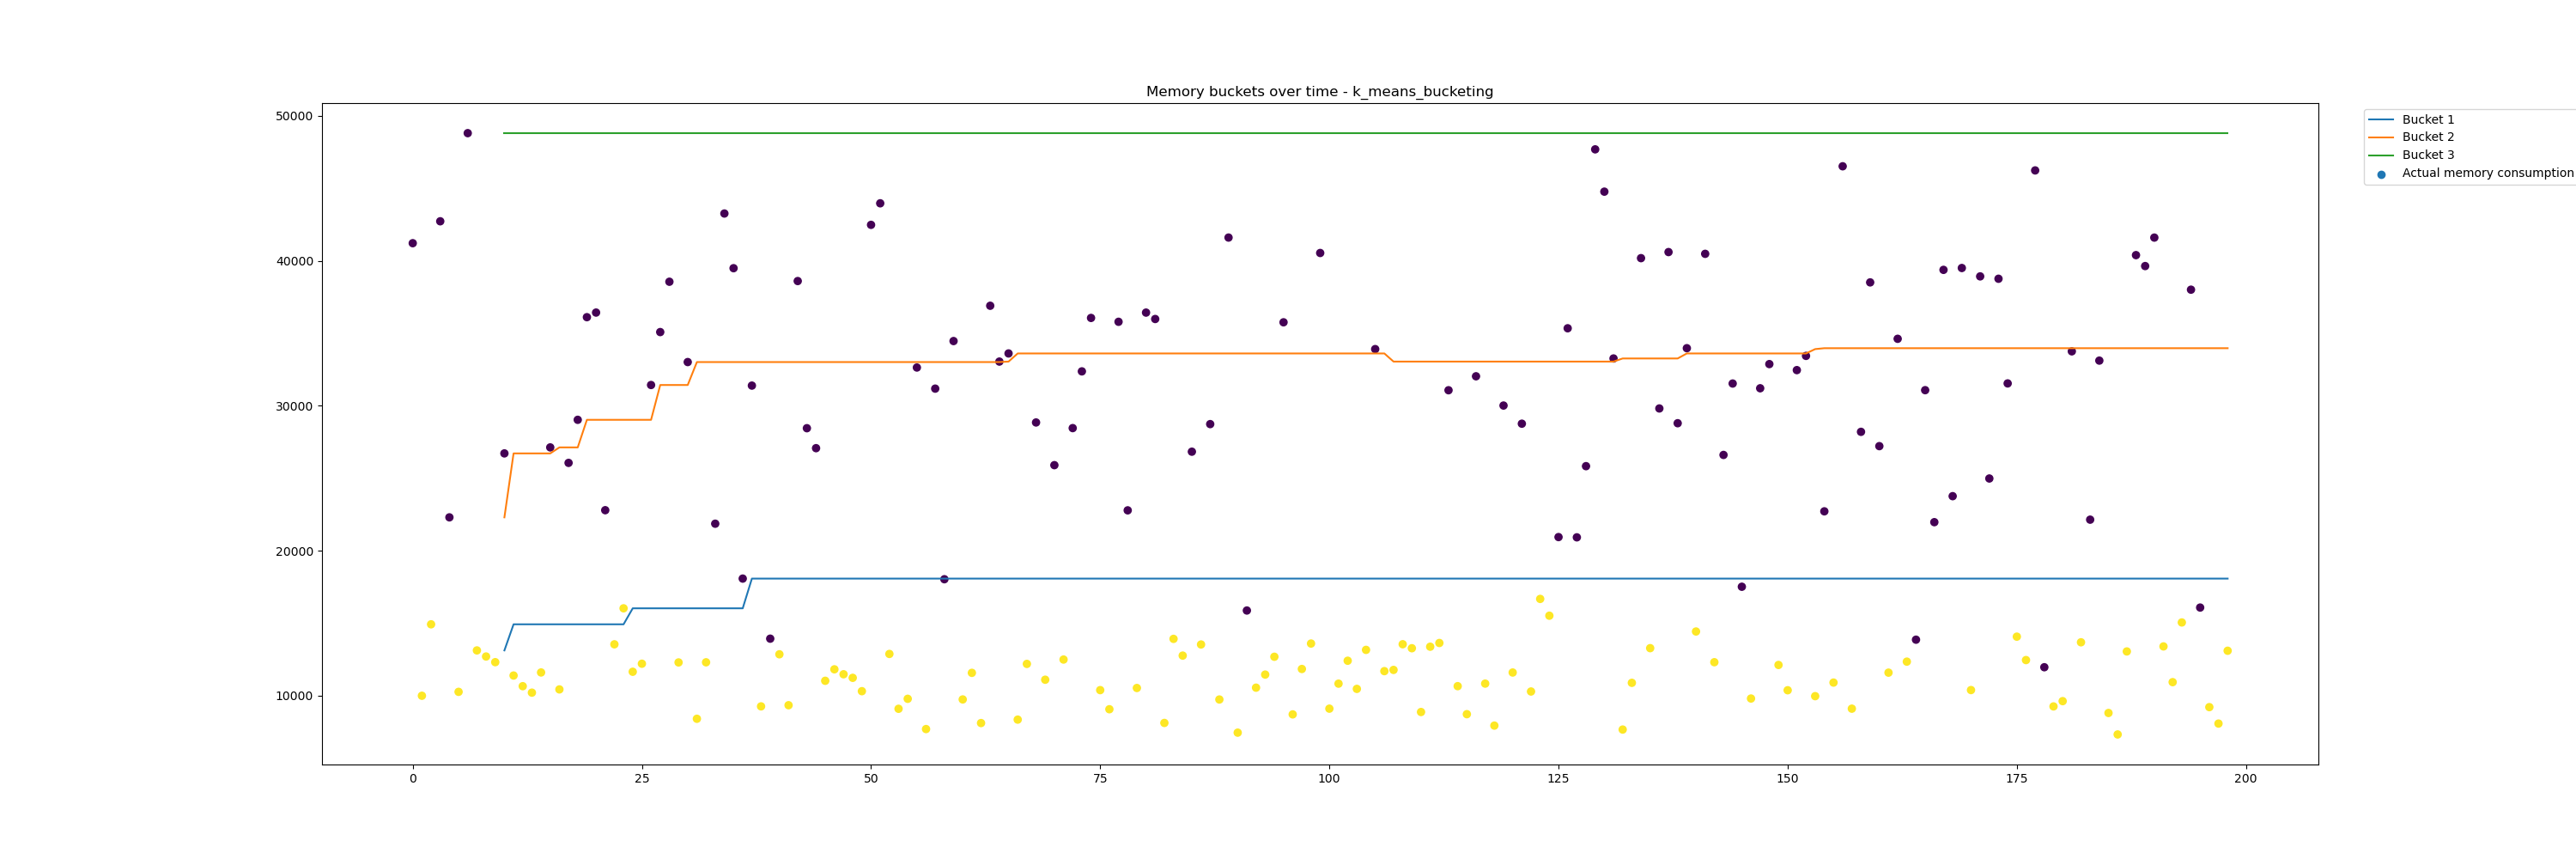 Memory buckets over time - k_means_bucketing
50000
40000
30000
20000
10000
0 25 50 75 100 125 150 175 200
Bucket 1
Bucket 2
Bucket 3
Actual memory consumption